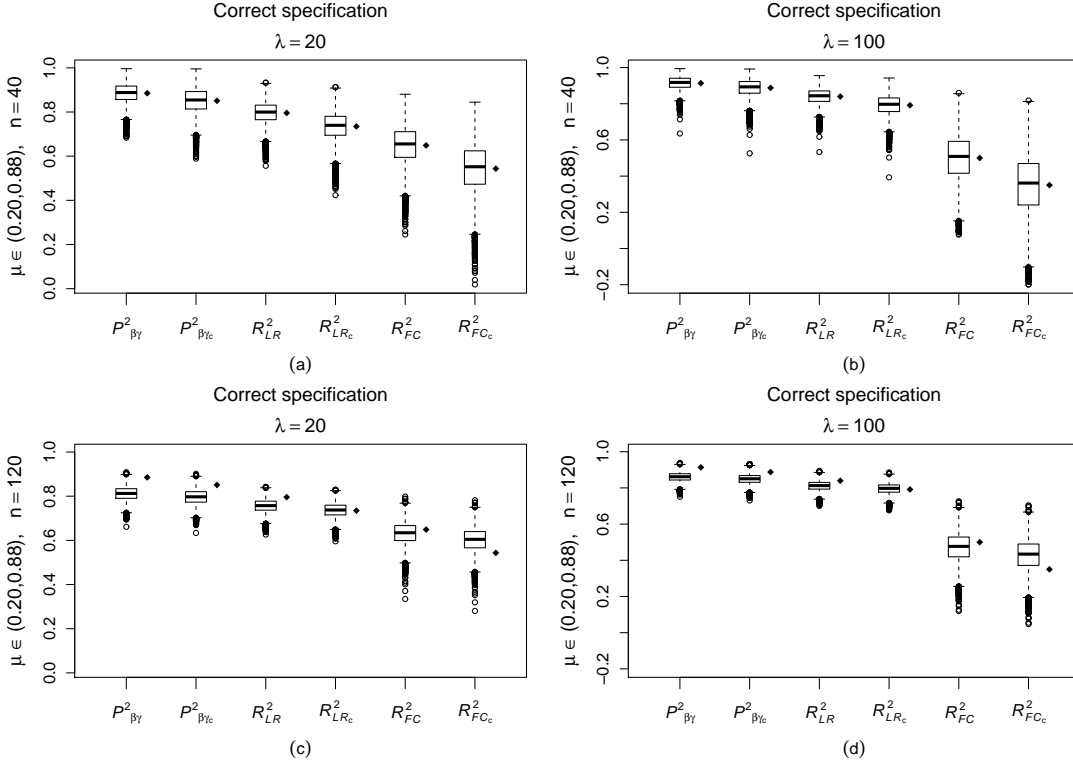 Correct specification
λ = 20
μ ∈ (0.20,0.88), n = 40
1.0
0.8
0.6
0.4
0.2
0.0
P²βγ P²βγc R²LR R²LRc R²FC R²FCc
(a)
Correct specification
λ = 100
μ ∈ (0.20,0.88), n = 40
1.0
0.6
0.2
−0.2
P²βγ P²βγc R²LR R²LRc R²FC R²FCc
(b)
Correct specification
λ = 20
μ ∈ (0.20,0.88), n = 120
1.0
0.8
0.6
0.4
0.2
0.0
P²βγ P²βγc R²LR R²LRc R²FC R²FCc
(c)
Correct specification
λ = 100
μ ∈ (0.20,0.88), n = 120
1.0
0.6
0.2
−0.2
P²βγ P²βγc R²LR R²LRc R²FC R²FCc
(d)